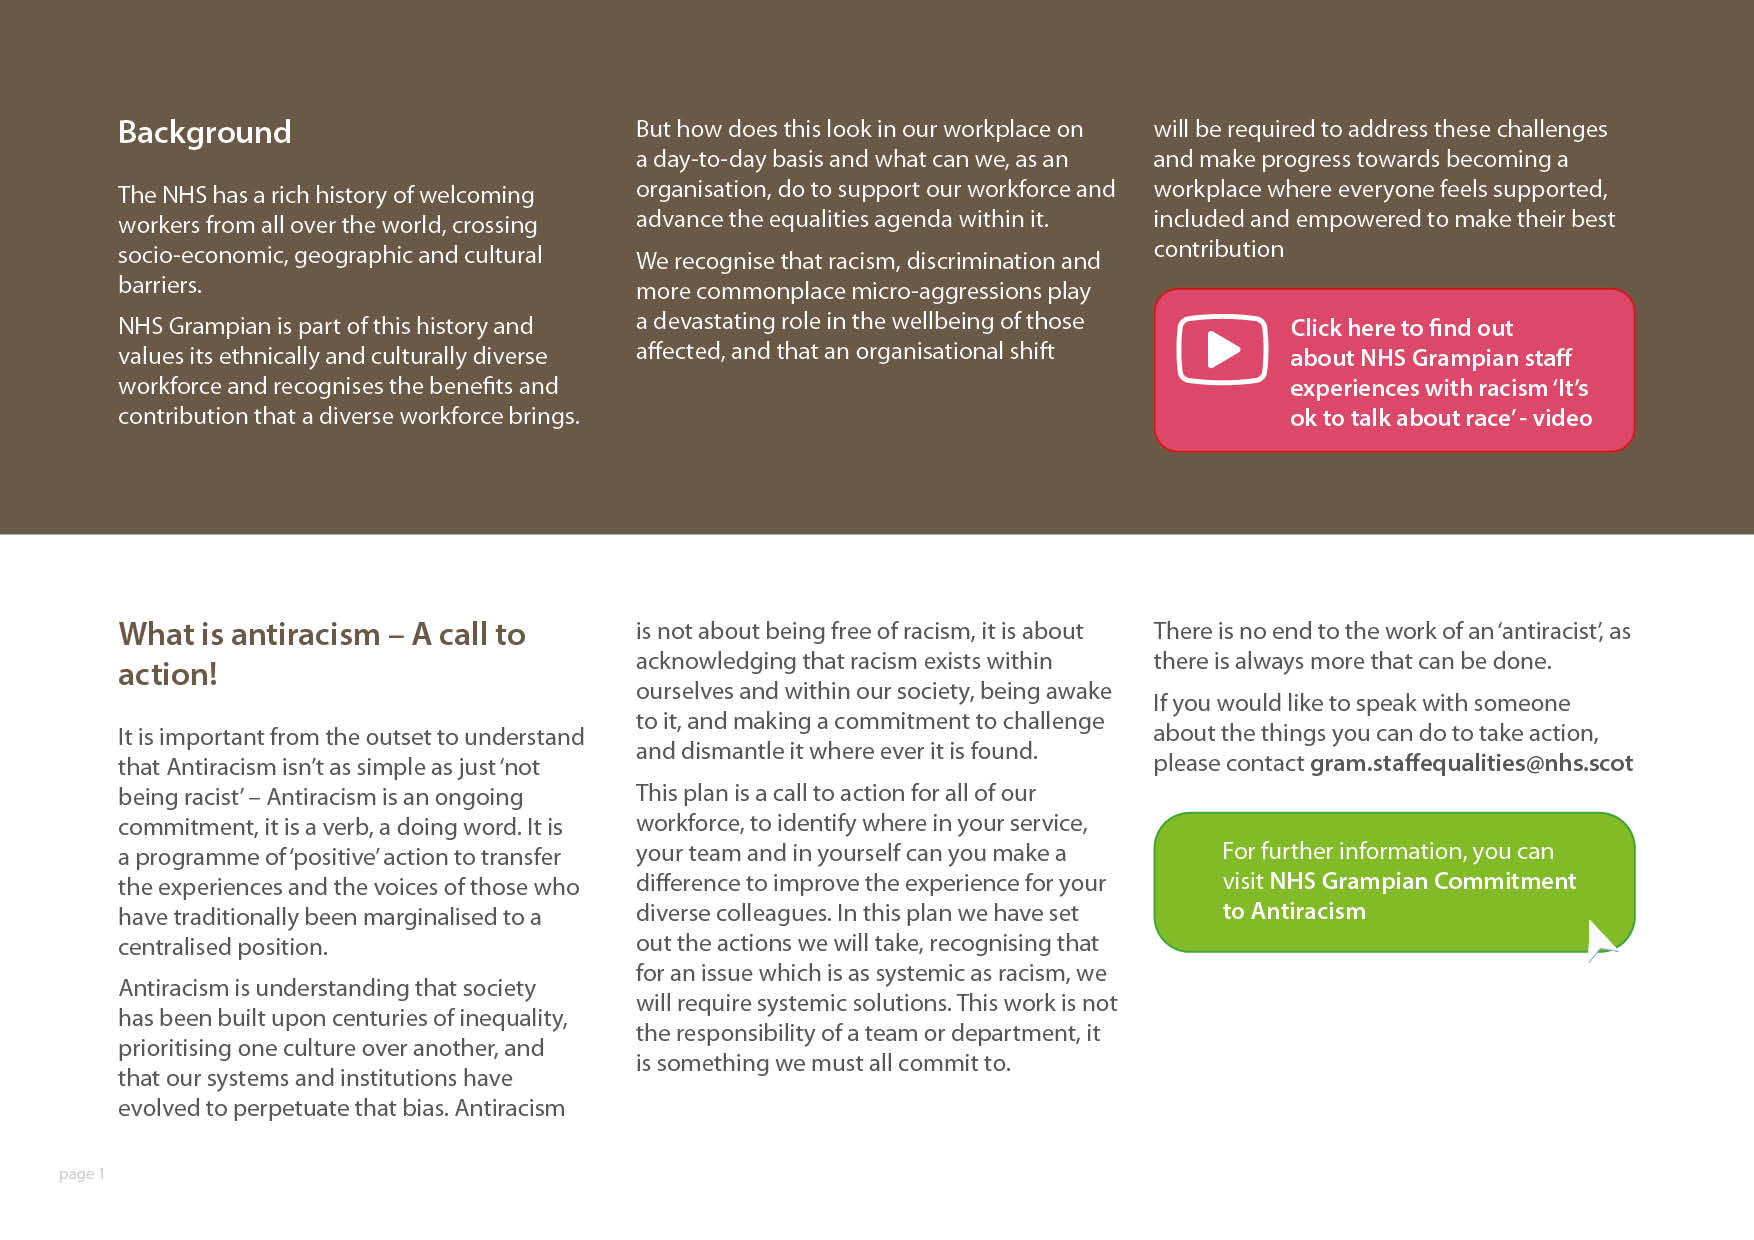 Background
The NHS has a rich history of welcoming
workers from all over the world, crossing
socio-economic, geographic and cultural
barriers.
NHS Grampian is part of this history and
values its ethnically and culturally diverse
workforce and recognises the benefits and
contribution that a diverse workforce brings.
But how does this look in our workplace on
a day-to-day basis and what can we, as an
organisation, do to support our workforce and
advance the equalities agenda within it.
We recognise that racism, discrimination and
more commonplace micro-aggressions play
a devastating role in the wellbeing of those
affected, and that an organisational shift
will be required to address these challenges
and make progress towards becoming a
workplace where everyone feels supported,
included and empowered to make their best
contribution
Click here to find out
about NHS Grampian staff
experiences with racism ‘It’s
ok to talk about race’ - video
What is antiracism – A call to
action!
It is important from the outset to understand
that Antiracism isn’t as simple as just ‘not
being racist’ – Antiracism is an ongoing
commitment, it is a verb, a doing word. It is
a programme of ‘positive’ action to transfer
the experiences and the voices of those who
have traditionally been marginalised to a
centralised position.
Antiracism is understanding that society
has been built upon centuries of inequality,
prioritising one culture over another, and
that our systems and institutions have
evolved to perpetuate that bias. Antiracism
is not about being free of racism, it is about
acknowledging that racism exists within
ourselves and within our society, being awake
to it, and making a commitment to challenge
and dismantle it where ever it is found.
This plan is a call to action for all of our
workforce, to identify where in your service,
your team and in yourself can you make a
difference to improve the experience for your
diverse colleagues. In this plan we have set
out the actions we will take, recognising that
for an issue which is as systemic as racism, we
will require systemic solutions. This work is not
the responsibility of a team or department, it
is something we must all commit to.
There is no end to the work of an ‘antiracist’, as
there is always more that can be done.
If you would like to speak with someone
about the things you can do to take action,
please contact gram.staffequalities@nhs.scot
For further information, you can
visit NHS Grampian Commitment
to Antiracism
page 1